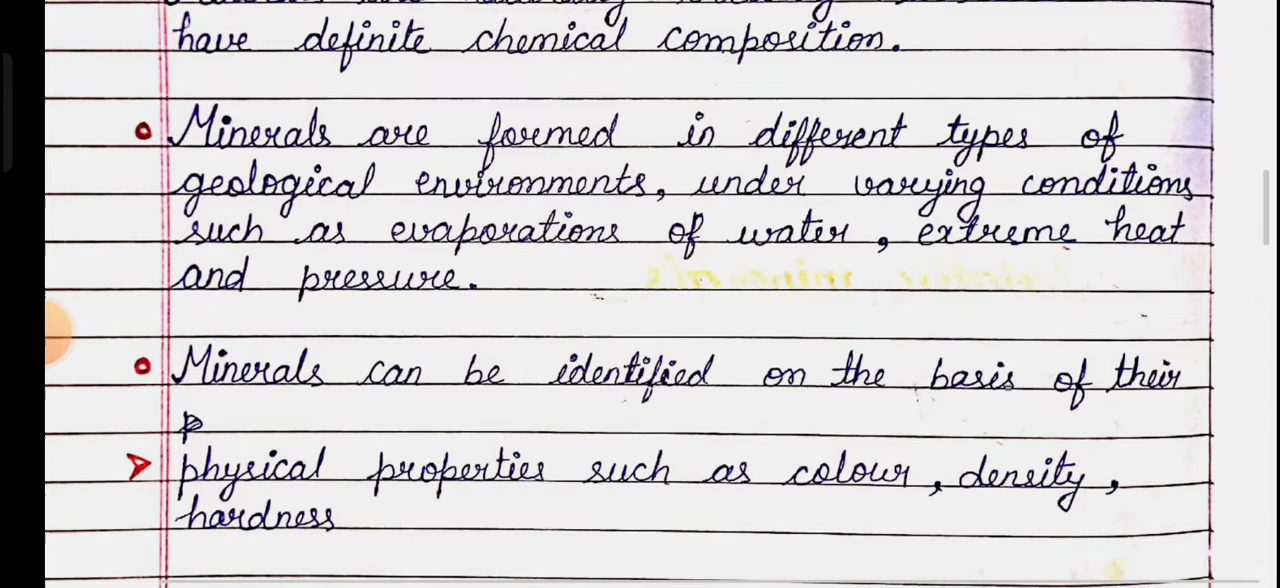 have definite chemical composition.
• Minerals are formed in different types of
geological environments, under varying conditions
such as evaporations of water, extreme heat
and pressure.
• Minerals can be identified on the basis of their
p
➤ physical properties such as colour, density,
hardness